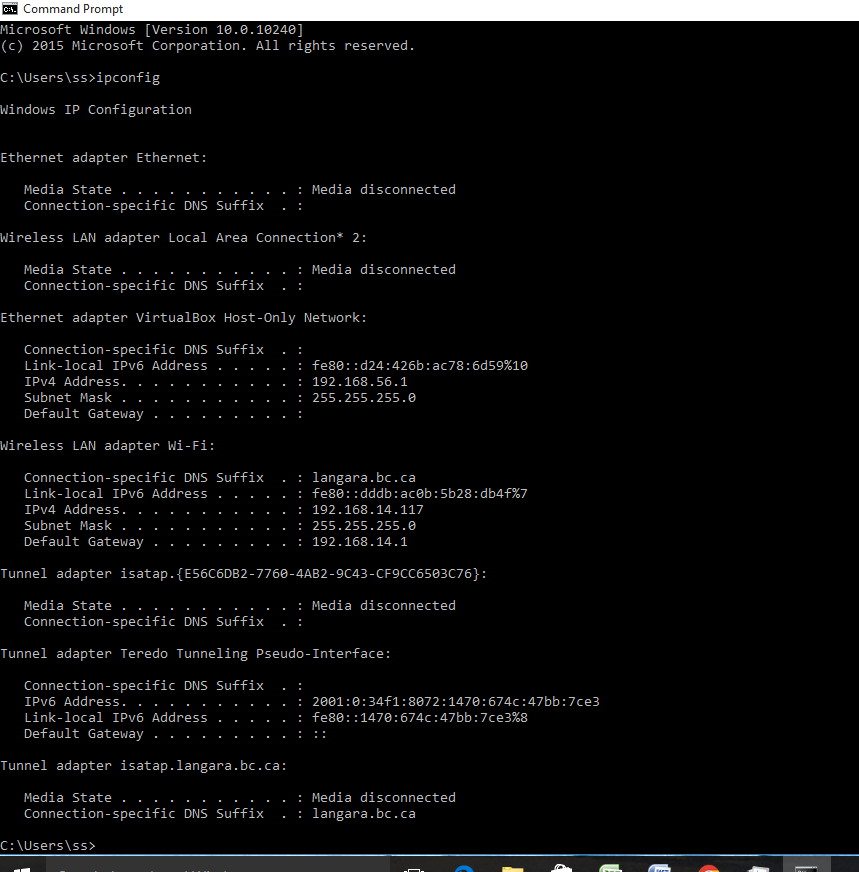 Command Prompt
Microsoft Windows [Version 10.0.10240]
(c) 2015 Microsoft Corporation. All rights reserved.
C:\Users\ss>ipconfig
Windows IP Configuration
Ethernet adapter Ethernet:
Media State . . . . . . . . . . . : Media disconnected
Connection-specific DNS Suffix  . :
Wireless LAN adapter Local Area Connection* 2:
Media State . . . . . . . . . . . : Media disconnected
Connection-specific DNS Suffix  . :
Ethernet adapter VirtualBox Host-Only Network:
Connection-specific DNS Suffix  . :
Link-local IPv6 Address . . . . . : fe80::d24:426b:ac78:6d59%10
IPv4 Address. . . . . . . . . . . : 192.168.56.1
Subnet Mask . . . . . . . . . . . : 255.255.255.0
Default Gateway . . . . . . . . . :
Wireless LAN adapter Wi-Fi:
Connection-specific DNS Suffix  . : langara.bc.ca
Link-local IPv6 Address . . . . . : fe80::dddb:ac0b:5b28:db4f%7
IPv4 Address. . . . . . . . . . . : 192.168.14.117
Subnet Mask . . . . . . . . . . . : 255.255.255.0
Default Gateway . . . . . . . . . : 192.168.14.1
Tunnel adapter isatap.{E56C6DB2-7760-4AB2-9C43-CF9CC6503C76}:
Media State . . . . . . . . . . . : Media disconnected
Connection-specific DNS Suffix  . :
Tunnel adapter Teredo Tunneling Pseudo-Interface:
Connection-specific DNS Suffix  . :
IPv6 Address. . . . . . . . . . . : 2001:0:34f1:8072:1470:674c:47bb:7ce3
Link-local IPv6 Address . . . . . : fe80::1470:674c:47bb:7ce3%8
Default Gateway . . . . . . . . . : ::
Tunnel adapter isatap.langara.bc.ca:
Media State . . . . . . . . . . . : Media disconnected
Connection-specific DNS Suffix  . : langara.bc.ca
C:\Users\ss>